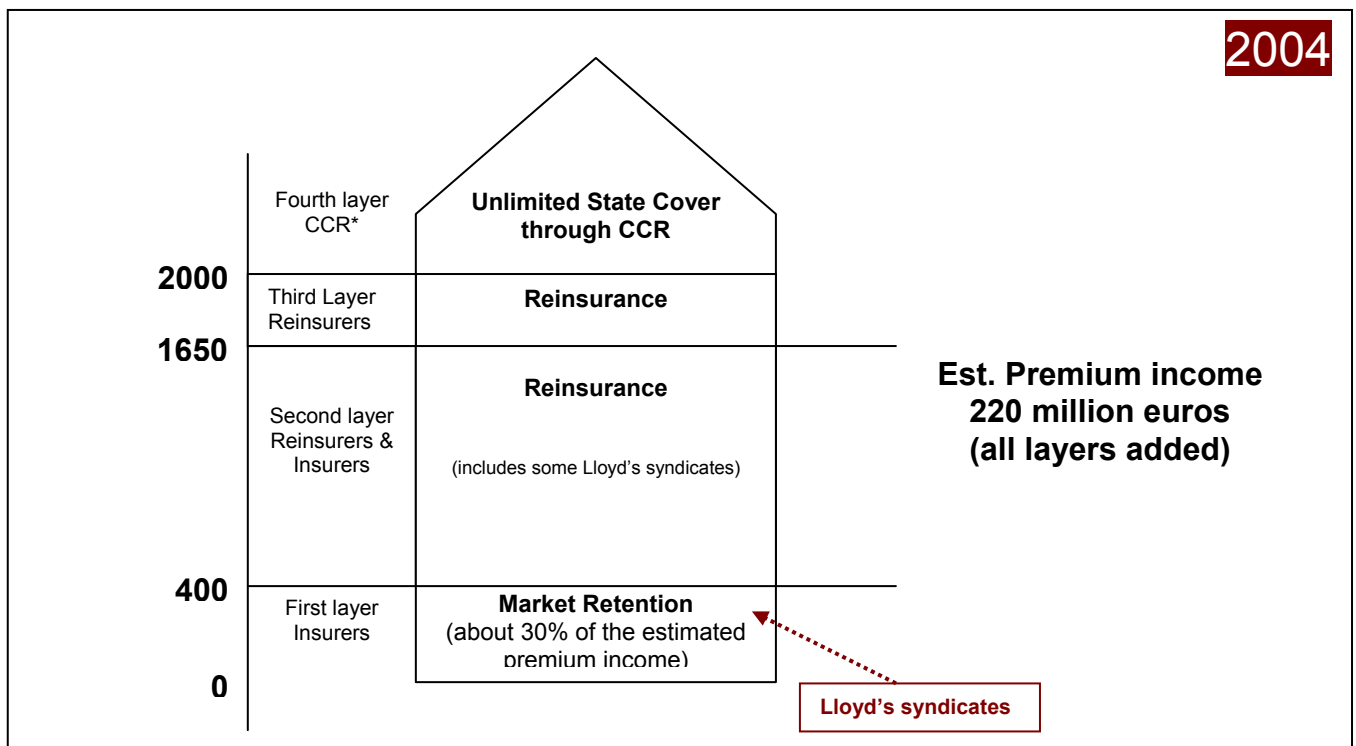 2004
Fourth layer
CCR*
Unlimited State Cover
through CCR
2000
Third Layer
Reinsurers
Reinsurance
1650
Second layer
Reinsurers &
Insurers
Reinsurance
(includes some Lloyd’s syndicates)
Est. Premium income
220 million euros
(all layers added)
400
First layer
Insurers
Market Retention
(about 30% of the estimated
premium income)
0
Lloyd’s syndicates